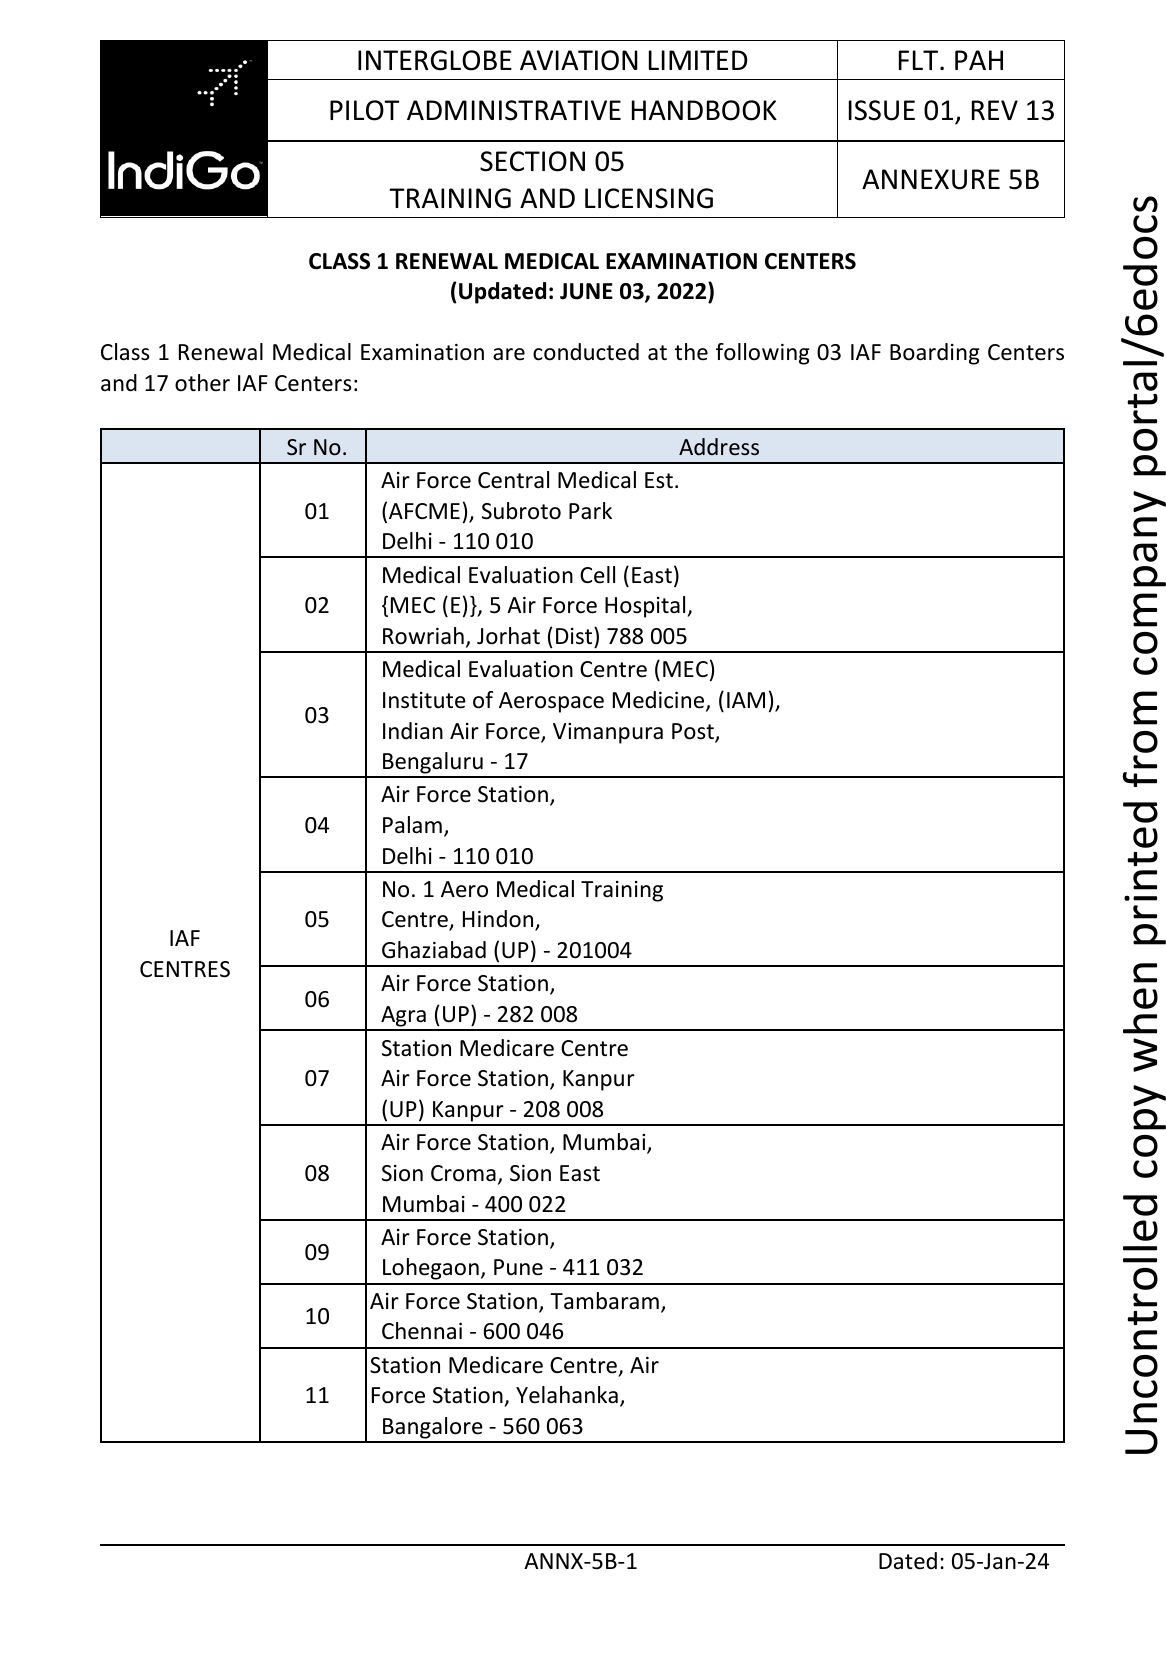 IndiGo
INTERGLOBE AVIATION LIMITED
FLT. PAH
PILOT ADMINISTRATIVE HANDBOOK
ISSUE 01, REV 13
SECTION 05
TRAINING AND LICENSING
ANNEXURE 5B
CLASS 1 RENEWAL MEDICAL EXAMINATION CENTERS
(Updated: JUNE 03, 2022)
Class 1 Renewal Medical Examination are conducted at the following 03 IAF Boarding Centers
and 17 other IAF Centers:
Sr No.
Address
IAF
CENTRES
01
Air Force Central Medical Est.
(AFCME), Subroto Park
Delhi - 110 010
02
Medical Evaluation Cell (East)
{MEC (E)}, 5 Air Force Hospital,
Rowriah, Jorhat (Dist) 788 005
03
Medical Evaluation Centre (MEC)
Institute of Aerospace Medicine, (IAM),
Indian Air Force, Vimanpura Post,
Bengaluru - 17
04
Air Force Station,
Palam,
Delhi - 110 010
05
No. 1 Aero Medical Training
Centre, Hindon,
Ghaziabad (UP) - 201004
06
Air Force Station,
Agra (UP) - 282 008
07
Station Medicare Centre
Air Force Station, Kanpur
(UP) Kanpur - 208 008
08
Air Force Station, Mumbai,
Sion Croma, Sion East
Mumbai - 400 022
09
Air Force Station,
Lohegaon, Pune - 411 032
10
Air Force Station, Tambaram,
Chennai - 600 046
11
Station Medicare Centre, Air
Force Station, Yelahanka,
Bangalore - 560 063
ANNX-5B-1
Dated: 05-Jan-24
Uncontrolled copy when printed from company portal/6edocs